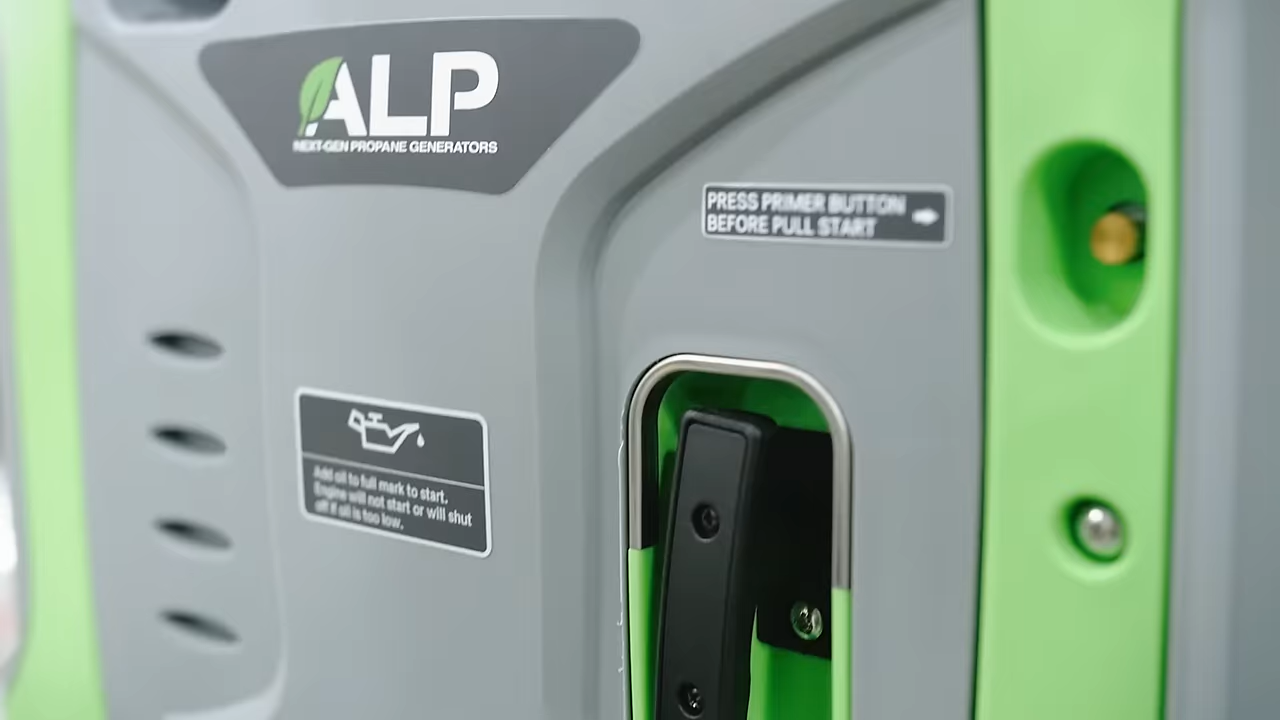 ALP
NEXT-GEN PROPANE GENERATORS
PRESS PRIMER BUTTON
BEFORE PULL START
Add oil to full mark to start.
Engine will not start or will shut
off if oil is too low.